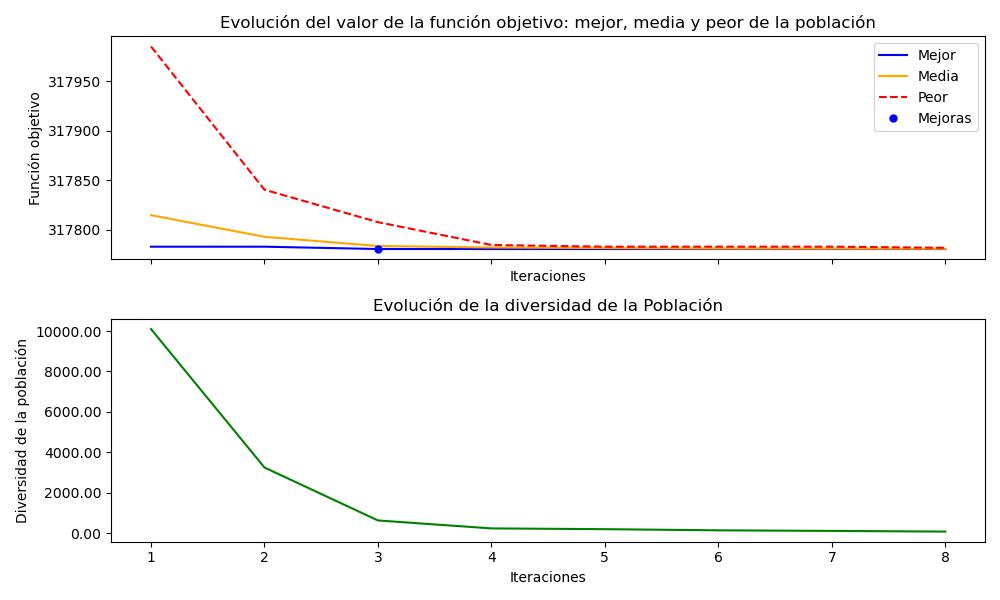 Evolución del valor de la función objetivo: mejor, media y peor de la población
Función objetivo
317950
317900
317850
317800
Mejor
Media
Peor
Mejoras
Iteraciones
Evolución de la diversidad de la Población
Diversidad de la población
10000.00
8000.00
6000.00
4000.00
2000.00
0.00
1 2 3 4 5 6 7 8
Iteraciones